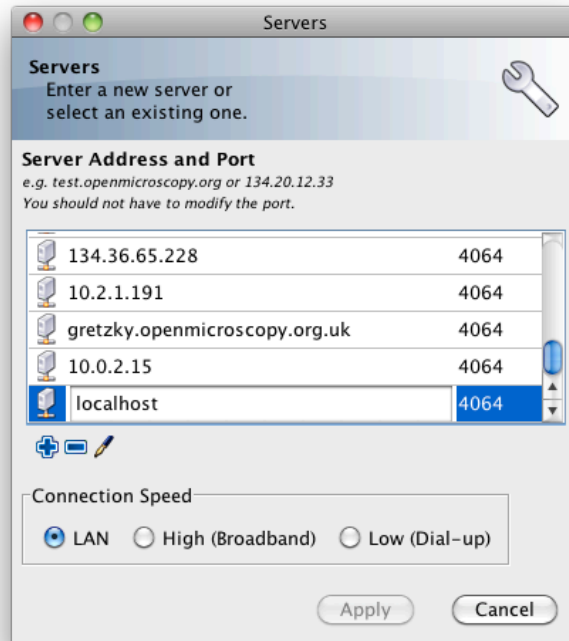 Servers
Servers
Enter a new server or
select an existing one.
Server Address and Port
e.g. test.openmicroscopy.org or 134.20.12.33
You should not have to modify the port.
134.36.65.228 4064
10.2.1.191 4064
gretzky.openmicroscopy.org.uk 4064
10.0.2.15 4064
localhost 4064
Connection Speed
LAN High (Broadband) Low (Dial-up)
Apply Cancel